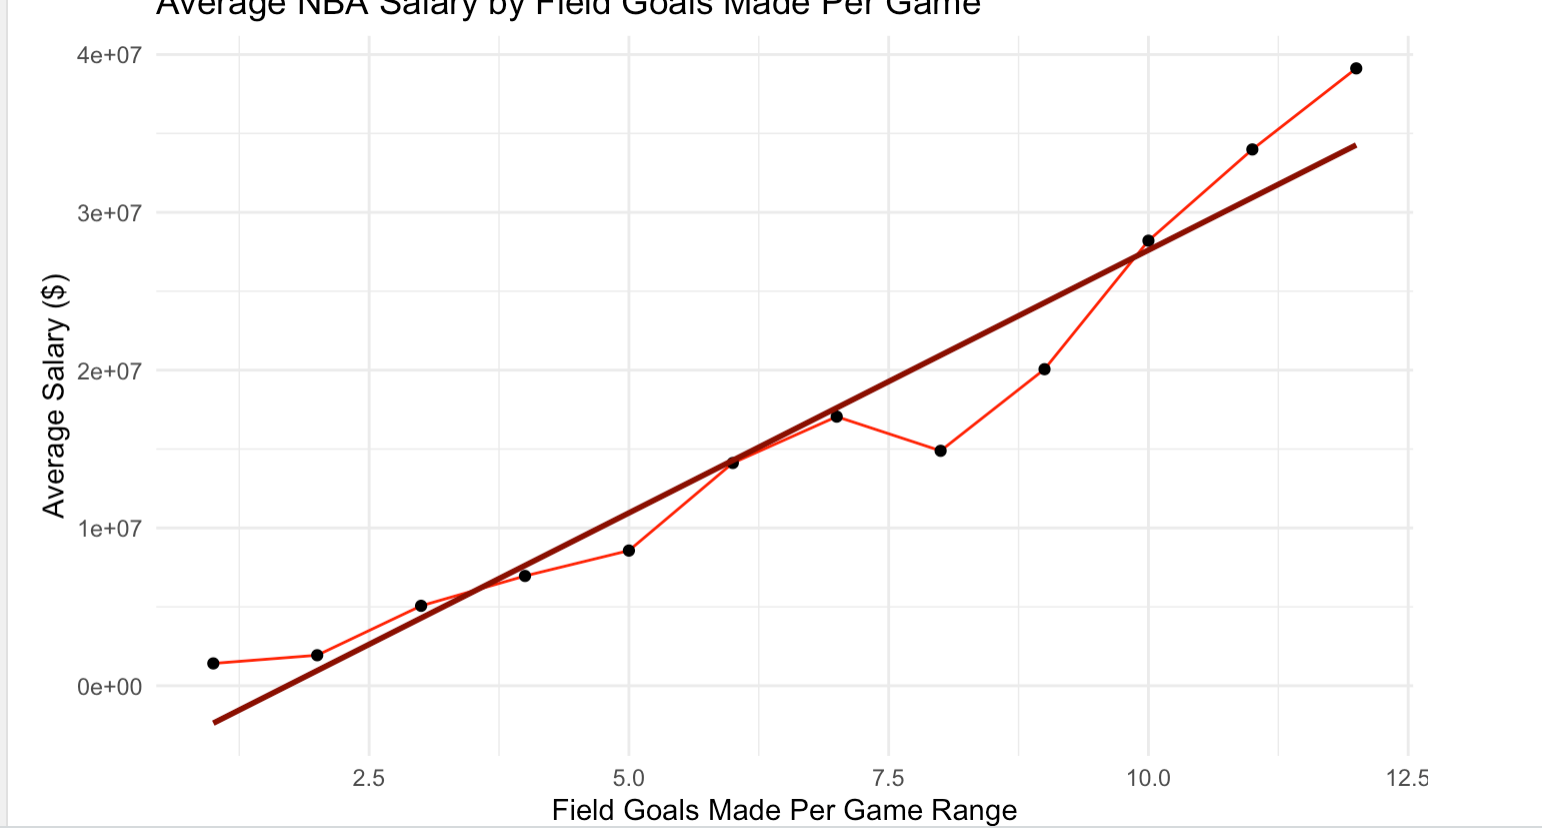 Average NBA Salary by Field Goals Made Per Game
4e+07
3e+07
2e+07
1e+07
0e+00
Average Salary ($)
2.5 5.0 7.5 10.0 12.5
Field Goals Made Per Game Range